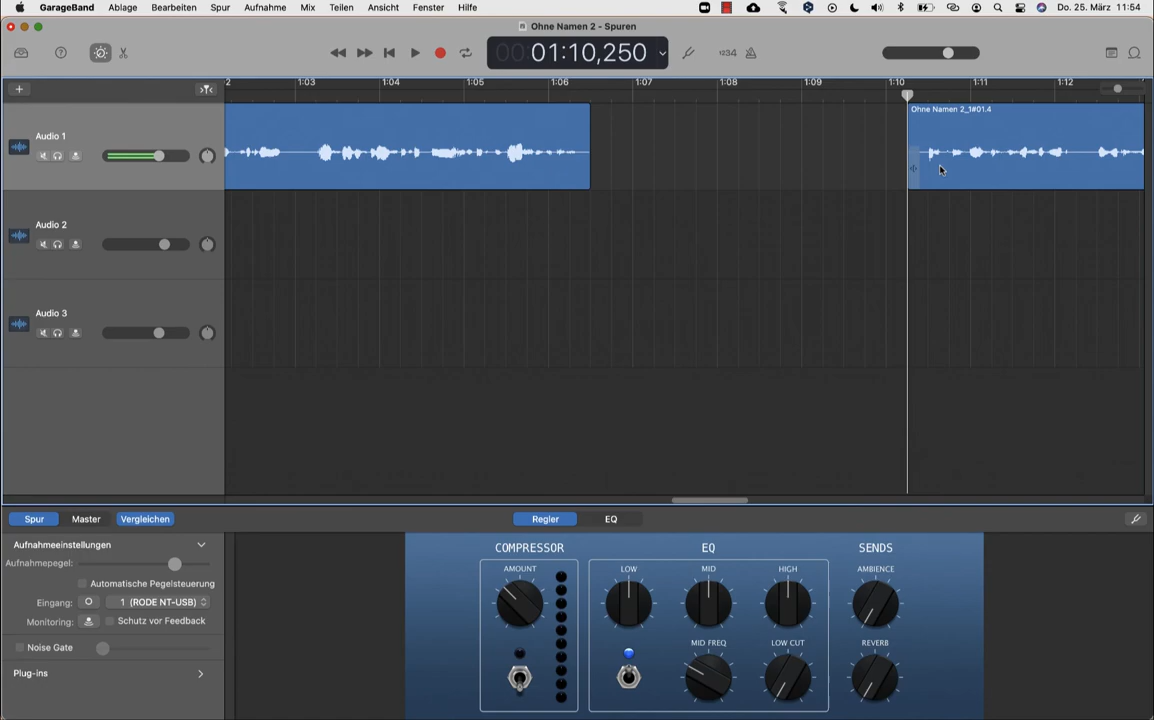 GarageBand Ablage Bearbeiten Spur Aufnahme Mix Teilen Ansicht Fenster Hilfe Do. 25. März 11:54
Ohne Namen 2 - Spuren
00:01:10,250
1234
2 1:03 1:04 1:05 1:06 1:07 1:08 1:09 1:10 1:11 1:12
Ohne Namen 2_1#01.4
Audio 1
Audio 2
Audio 3
Spur Master Vergleichen Regler EQ
Aufnahmeeinstellungen
Aufnahmepegel:
Automatische Pegelsteuerung
Eingang: 1 (RODE NT-USB)
Monitoring: Schutz vor Feedback
Noise Gate
Plug-ins
COMPRESSOR EQ SENDS
AMOUNT LOW MID HIGH AMBIENCE
MID FREQ LOW CUT REVERB